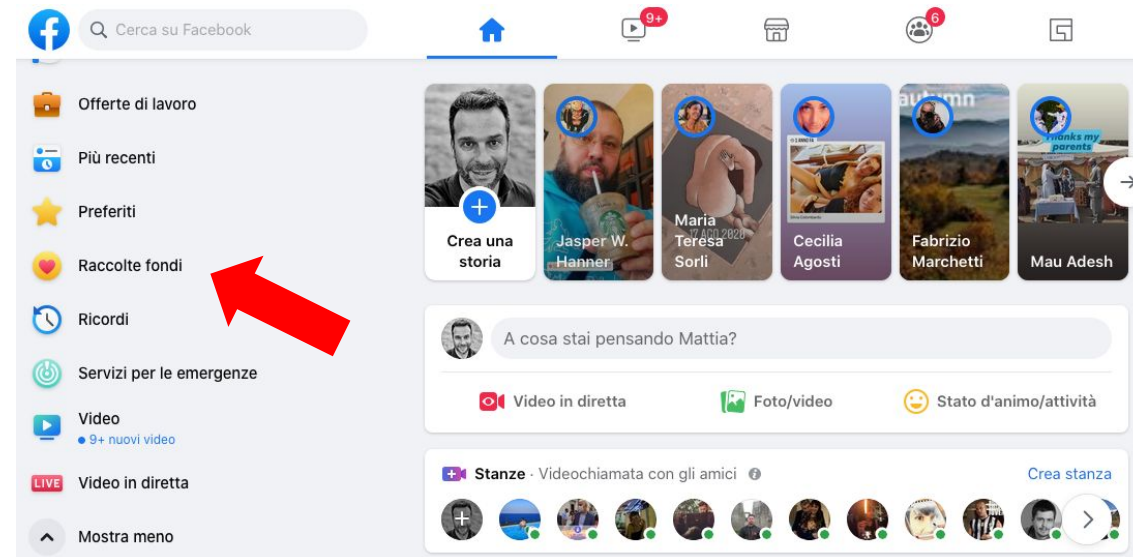 Cerca su Facebook
9+
6
Offerte di lavoro
Più recenti
Preferiti
Raccolte fondi
Ricordi
Servizi per le emergenze
Video
9+ nuovi video
LIVE
Video in diretta
Mostra meno
Crea una
storia
Jasper W.
Hanner
17 AGO 2020
Maria
Teresa
Sorli
Cecilia
Agosti
autumn
Fabrizio
Marchetti
Thanks my
parents
Mau Adesh
A cosa stai pensando Mattia?
Video in diretta
Foto/video
Stato d'animo/attività
Stanze · Videochiamata con gli amici
Crea stanza